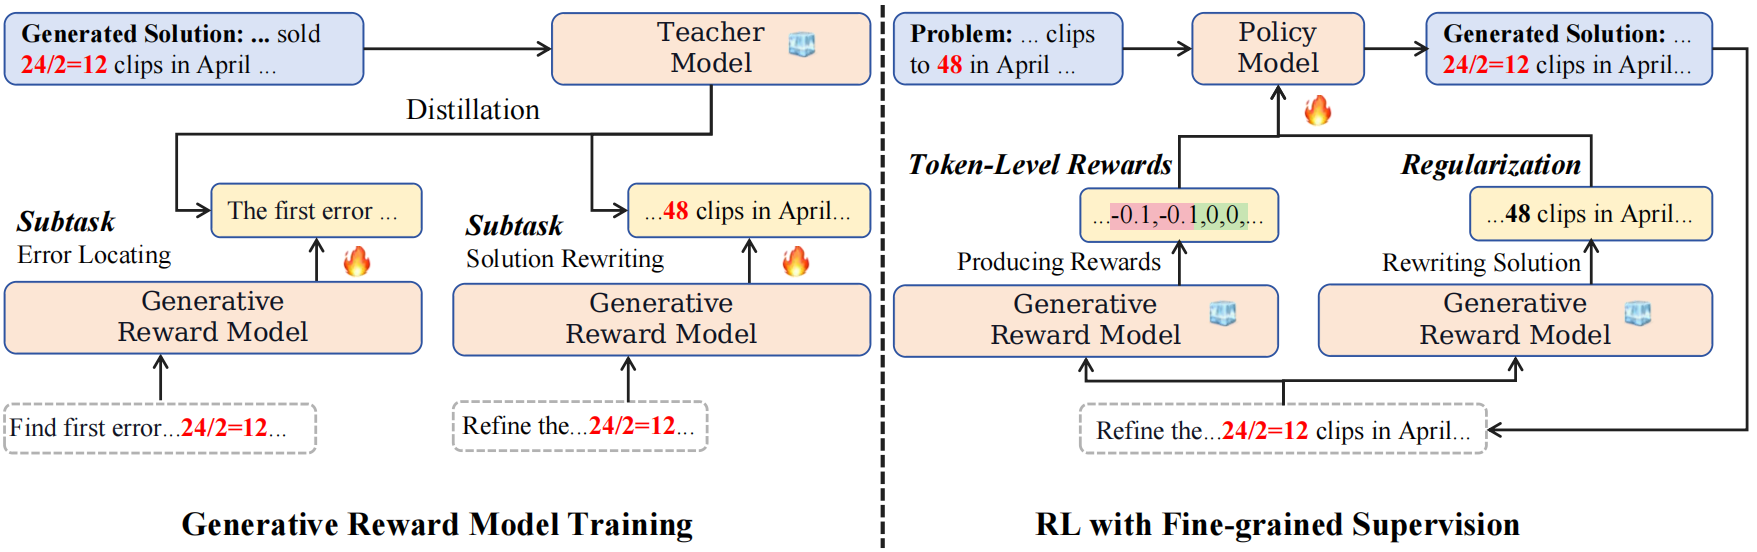 Generated Solution: ... sold
24/2=12 clips in April ...
Teacher
Model
Distillation
Subtask
Error Locating
The first error ...
Subtask
Solution Rewriting
...48 clips in April...
Generative
Reward Model
Generative
Reward Model
Find first error...24/2=12...
Refine the...24/2=12...
Generative Reward Model Training
Problem: ... clips
to 48 in April ...
Policy
Model
Generated Solution: ...
24/2=12 clips in April...
Token-Level Rewards
Regularization
...-0.1,-0.1,0,0,...
...48 clips in April...
Producing Rewards
Rewriting Solution
Generative
Reward Model
Generative
Reward Model
Refine the...24/2=12 clips in April...
RL with Fine-grained Supervision